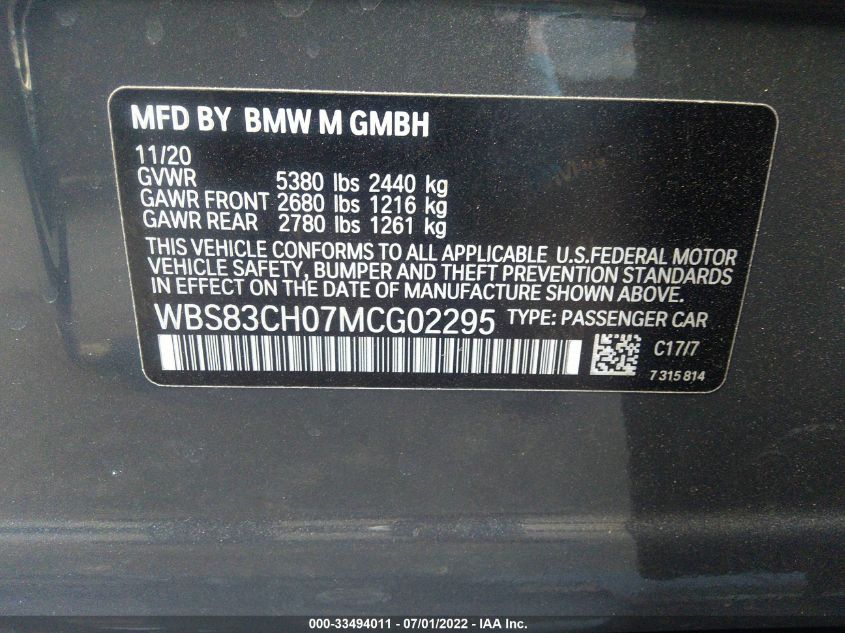 MFD BY BMW M GMBH
11/20
GVWR 5380 lbs 2440 kg
GAWR FRONT 2680 lbs 1216 kg
GAWR REAR 2780 lbs 1261 kg
THIS VEHICLE CONFORMS TO ALL APPLICABLE U.S.FEDERAL MOTOR
VEHICLE SAFETY, BUMPER AND THEFT PREVENTION STANDARDS
IN EFFECT ON THE DATE OF MANUFACTURE SHOWN ABOVE.
WBS83CH07MCG02295 TYPE: PASSENGER CAR
C17/7
7 315 814
000-33494011 - 07/01/2022 - IAA Inc.